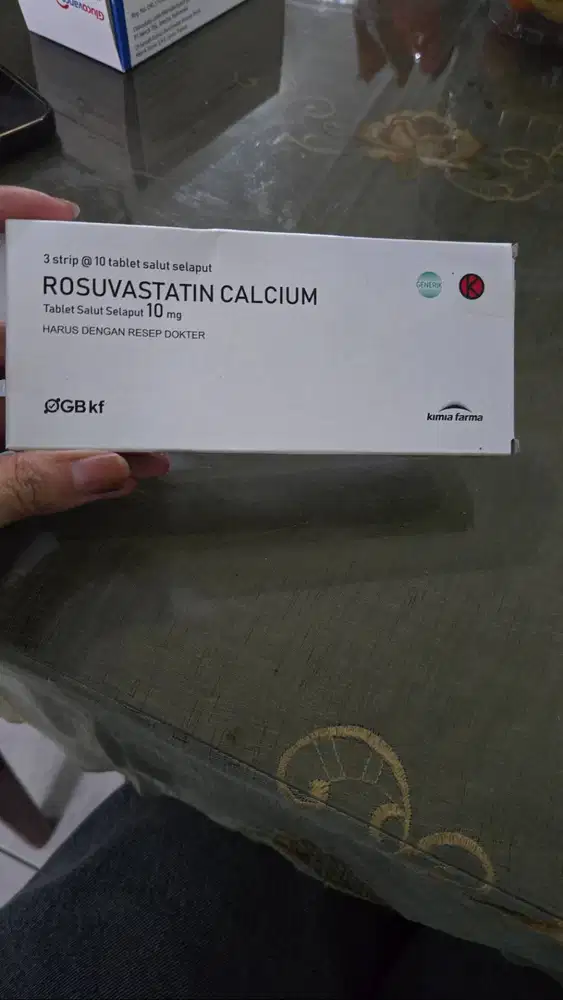 Glucovance
3 strip @ 10 tablet salut selaput
ROSUVASTATIN CALCIUM
Tablet Salut Selaput 10 mg
HARUS DENGAN RESEP DOKTER
GENERIK
K
OGB kf
kimia farma